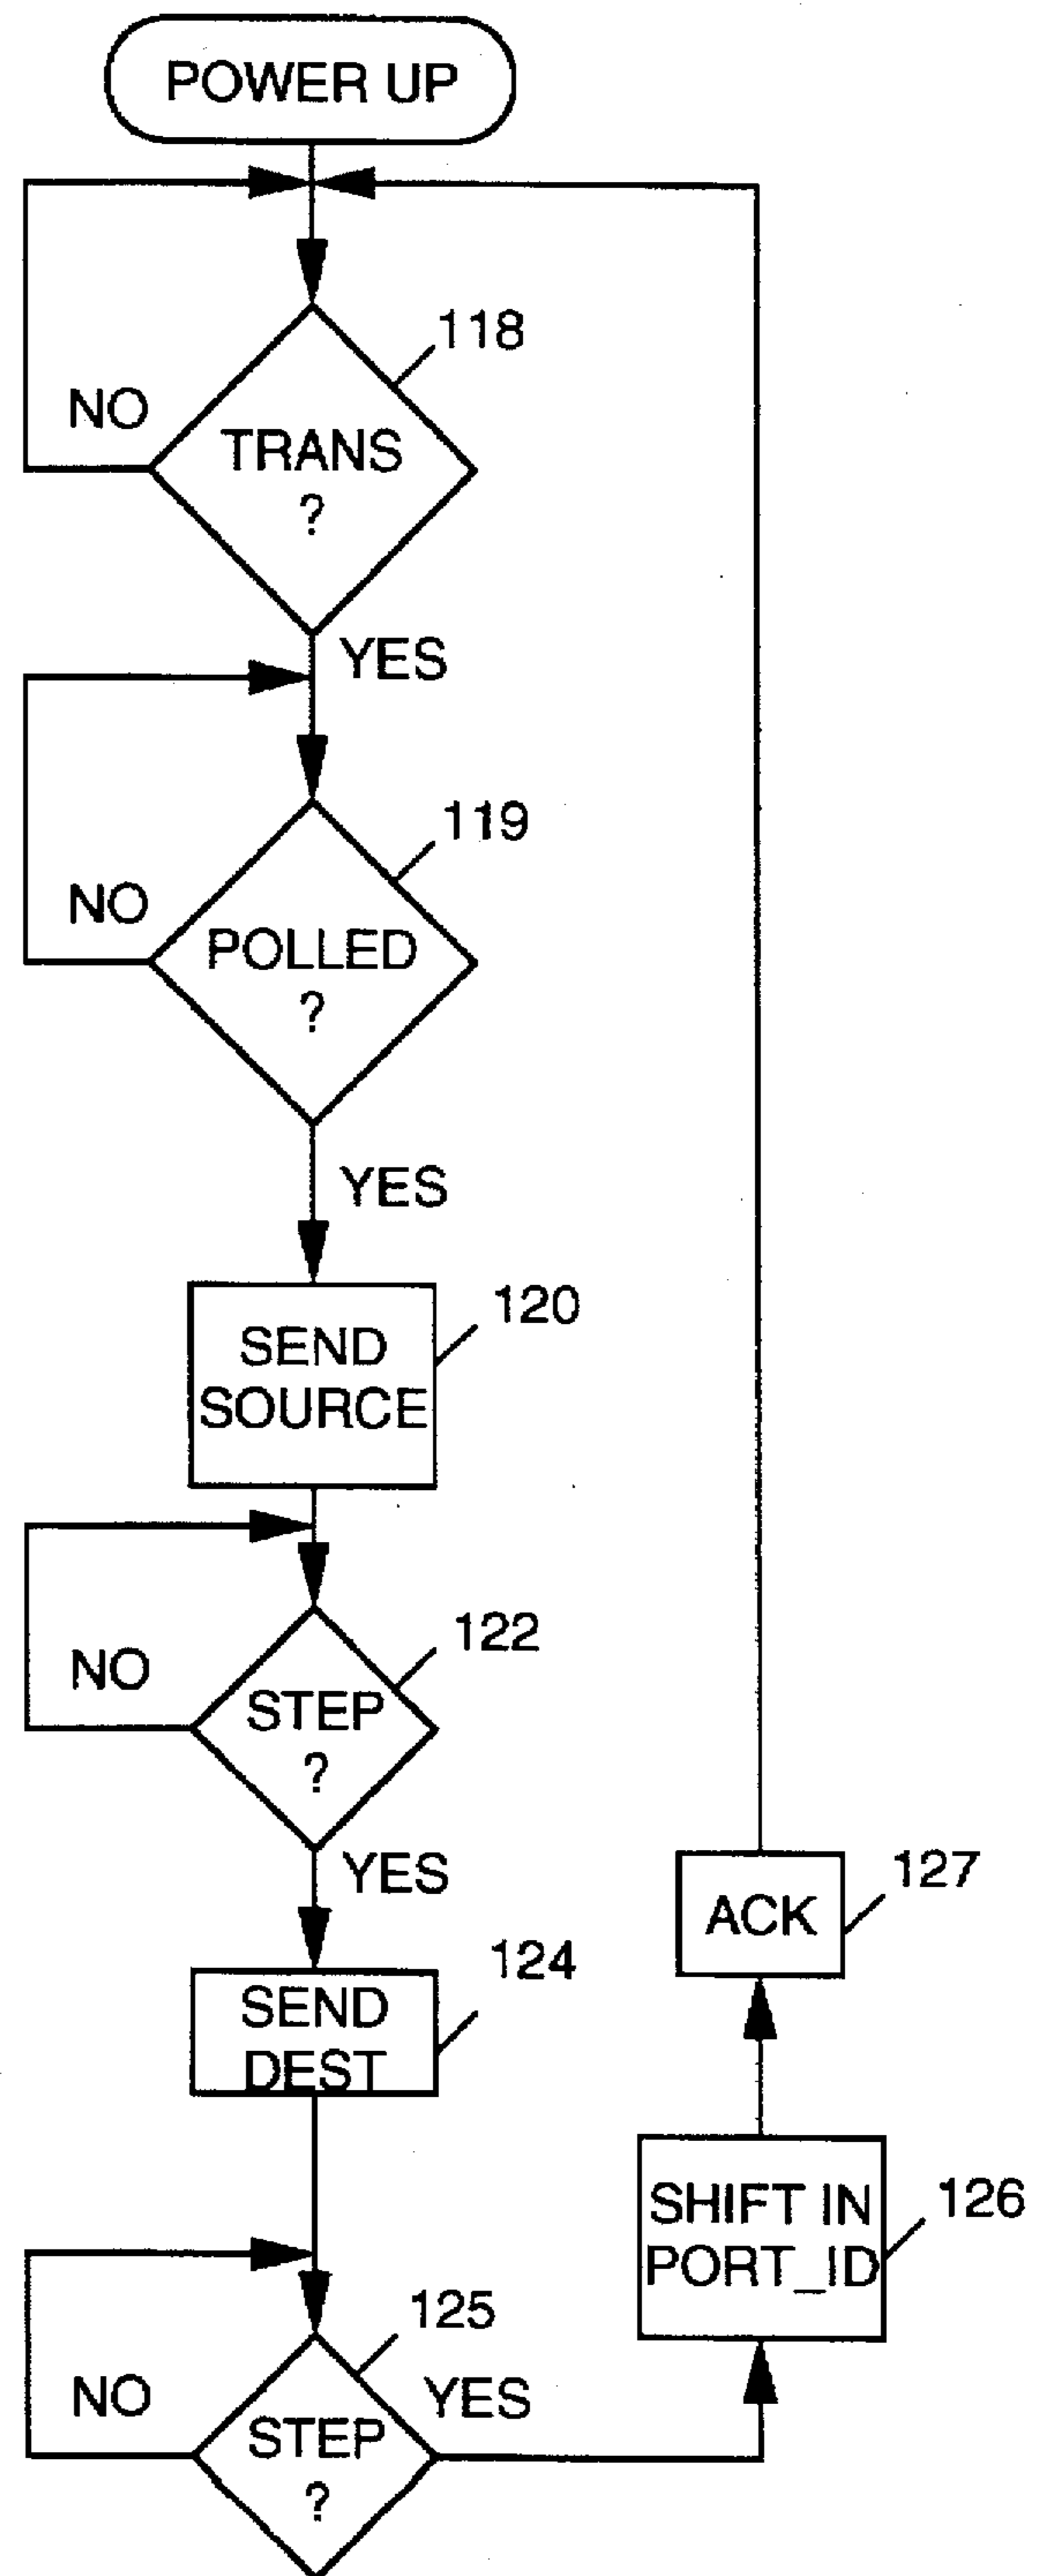 POWER UP
118
NO
TRANS
?
YES
119
NO
POLLED
?
YES
120
SEND
SOURCE
122
NO
STEP
?
YES
124
SEND
DEST
125
NO
YES
STEP
?
126
SHIFT IN
PORT_ID
127
ACK